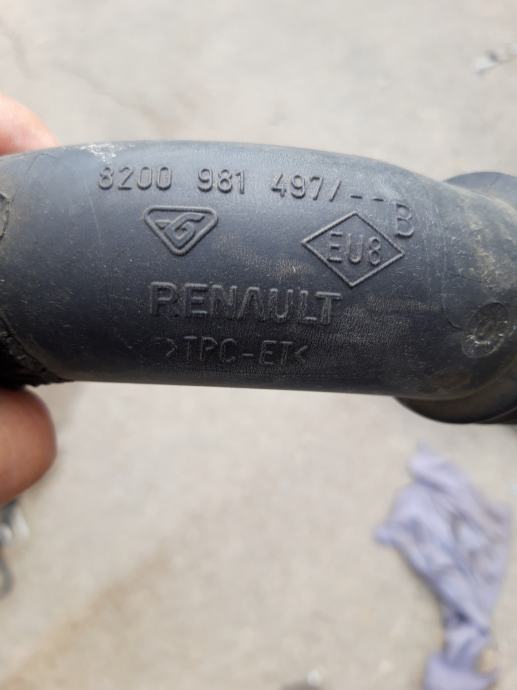 8200 981 497/--B
EU8
RENAULT
>TPC-ET<